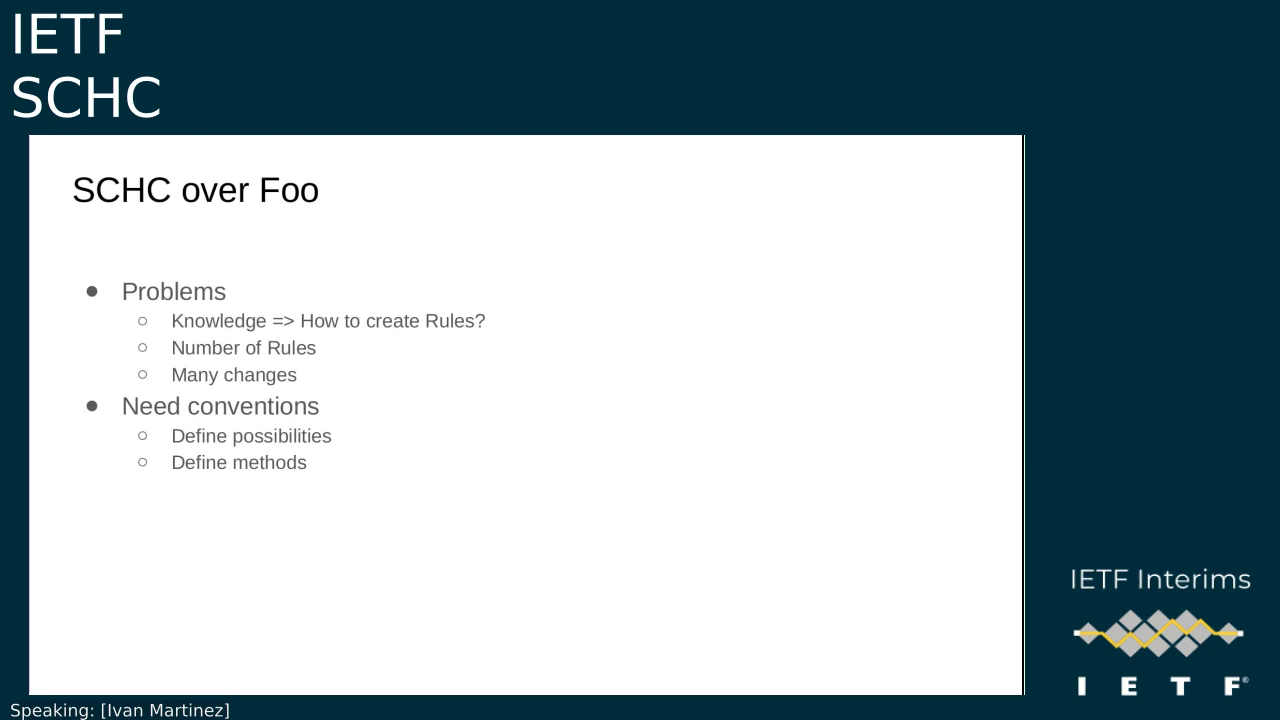 IETF
SCHC
SCHC over Foo
● Problems
○ Knowledge => How to create Rules?
○ Number of Rules
○ Many changes
● Need conventions
○ Define possibilities
○ Define methods
IETF Interims
I E T F®
Speaking: [Ivan Martinez]